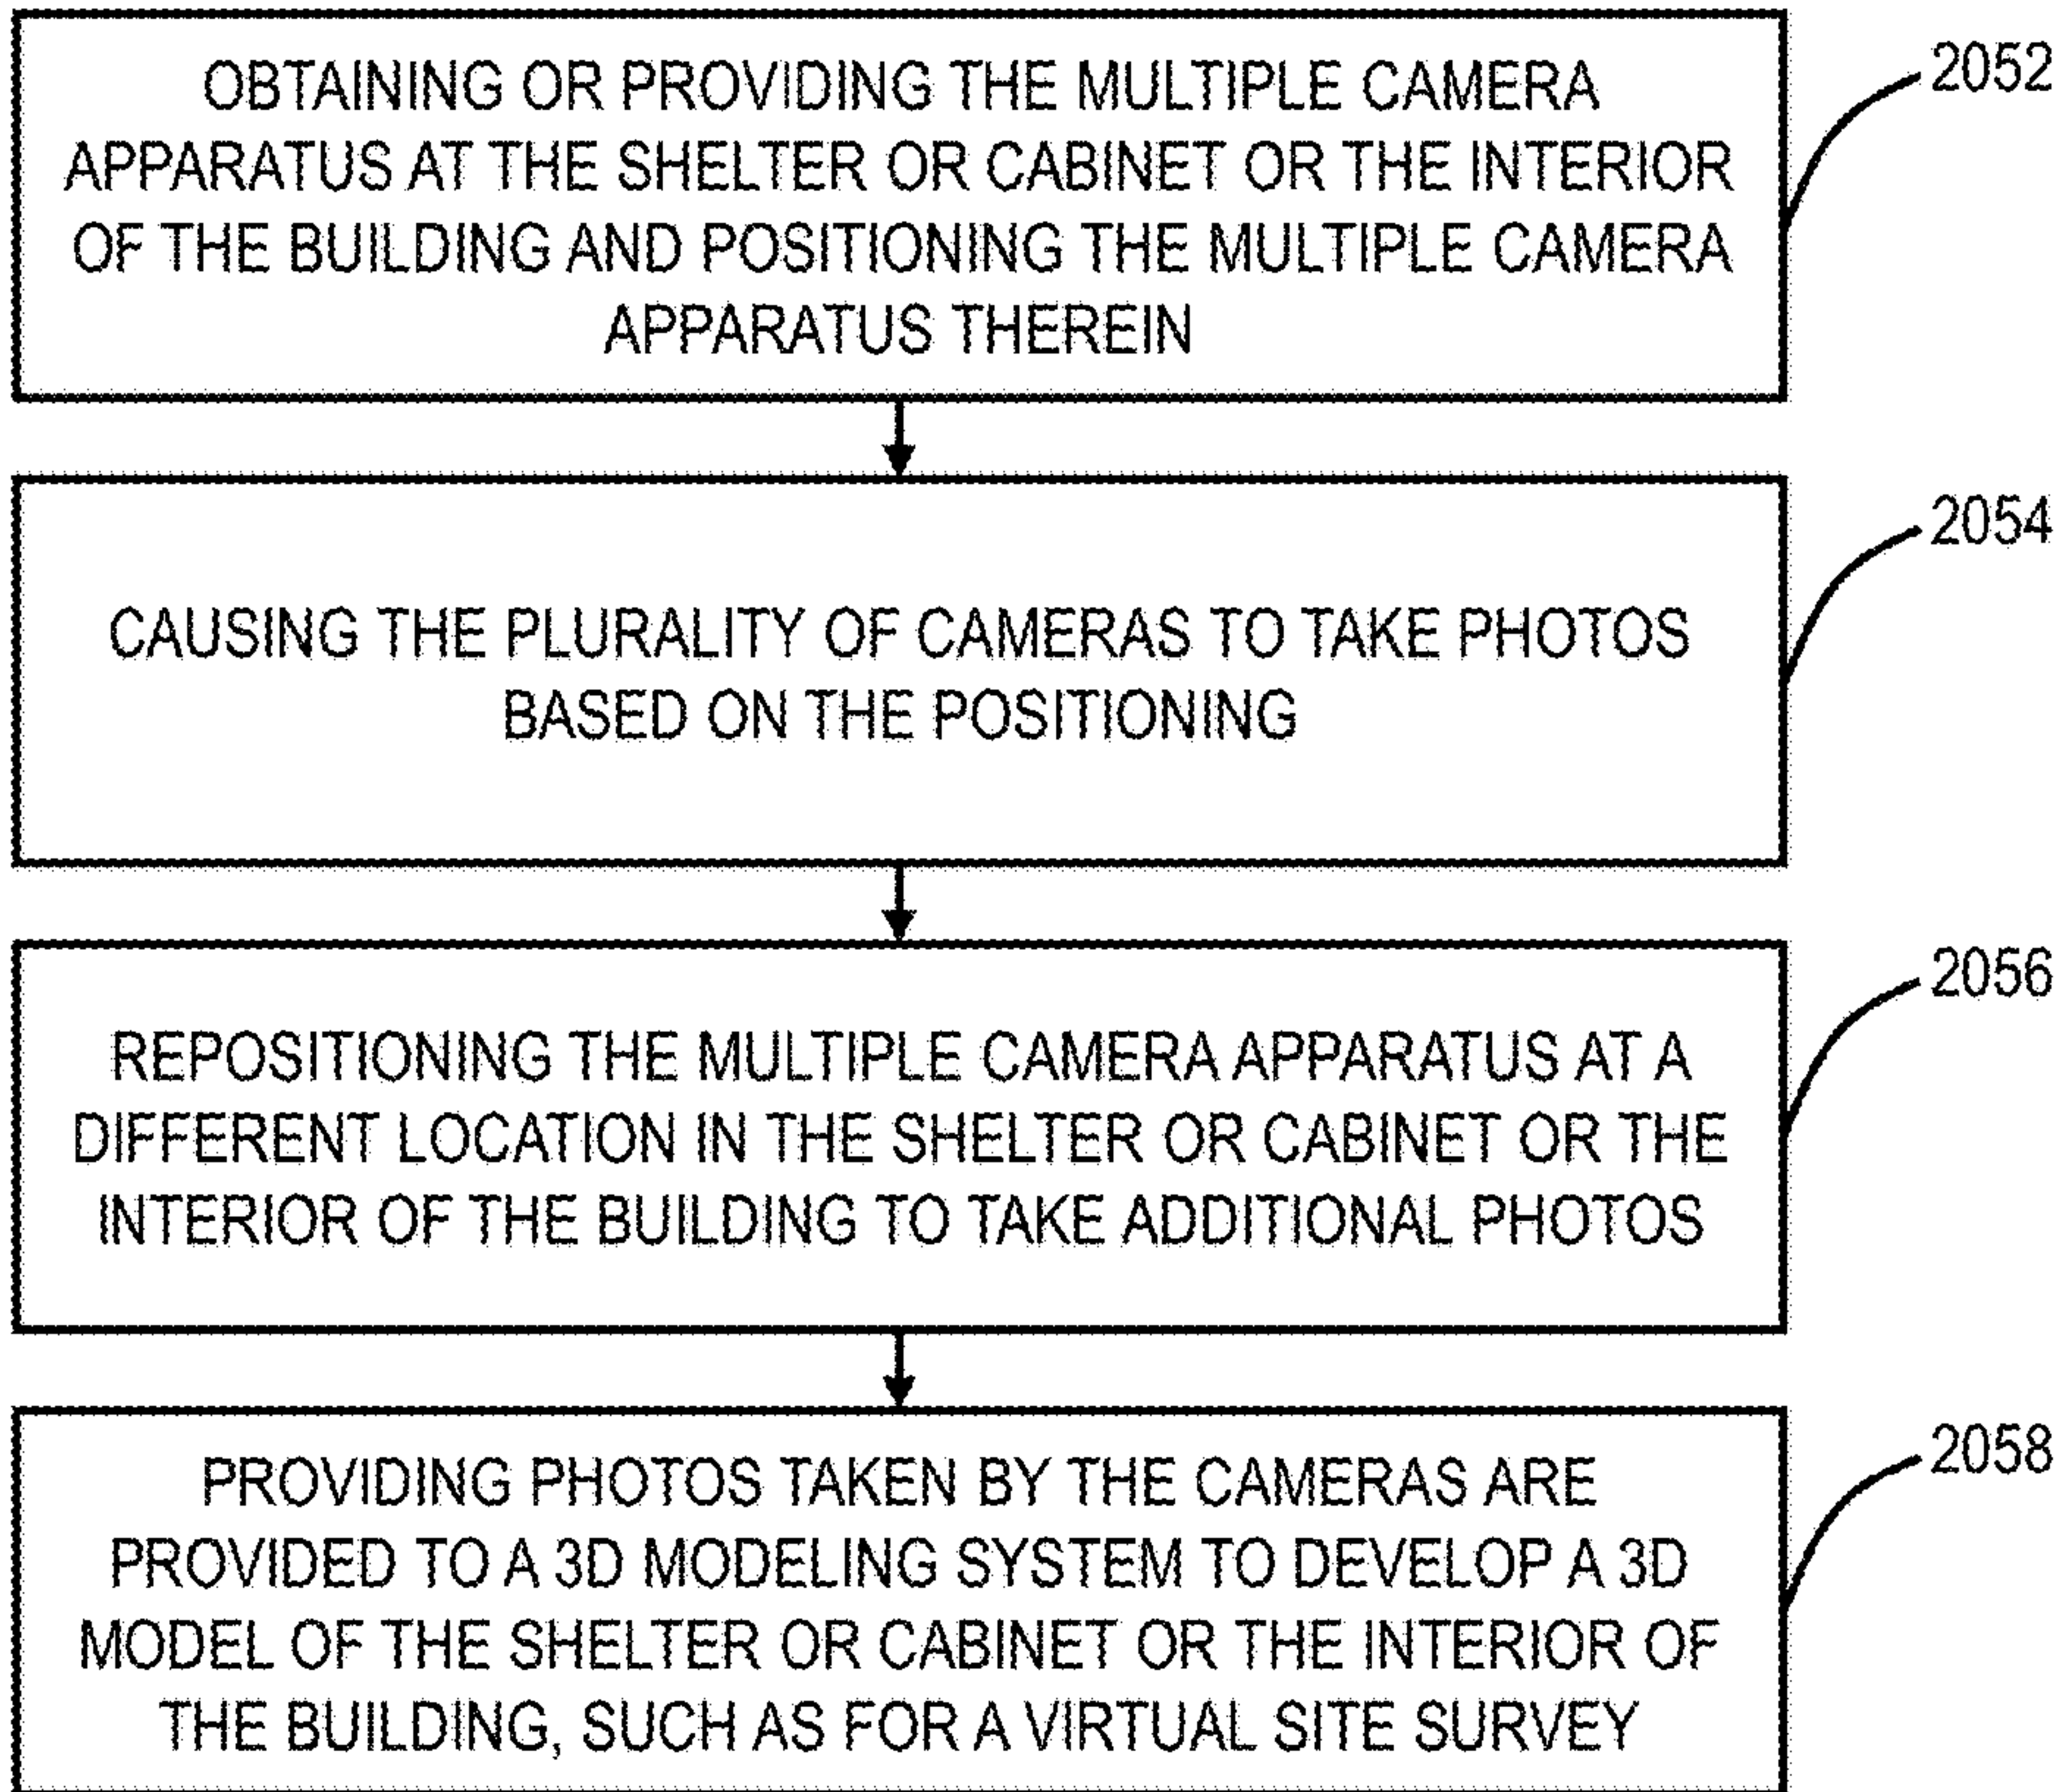 OBTAINING OR PROVIDING THE MULTIPLE CAMERA
APPARATUS AT THE SHELTER OR CABINET OR THE INTERIOR
OF THE BUILDING AND POSITIONING THE MULTIPLE CAMERA
APPARATUS THEREIN
2052
CAUSING THE PLURALITY OF CAMERAS TO TAKE PHOTOS
BASED ON THE POSITIONING
2054
REPOSITIONING THE MULTIPLE CAMERA APPARATUS AT A
DIFFERENT LOCATION IN THE SHELTER OR CABINET OR THE
INTERIOR OF THE BUILDING TO TAKE ADDITIONAL PHOTOS
2056
PROVIDING PHOTOS TAKEN BY THE CAMERAS ARE
PROVIDED TO A 3D MODELING SYSTEM TO DEVELOP A 3D
MODEL OF THE SHELTER OR CABINET OR THE INTERIOR OF
THE BUILDING, SUCH AS FOR A VIRTUAL SITE SURVEY
2058